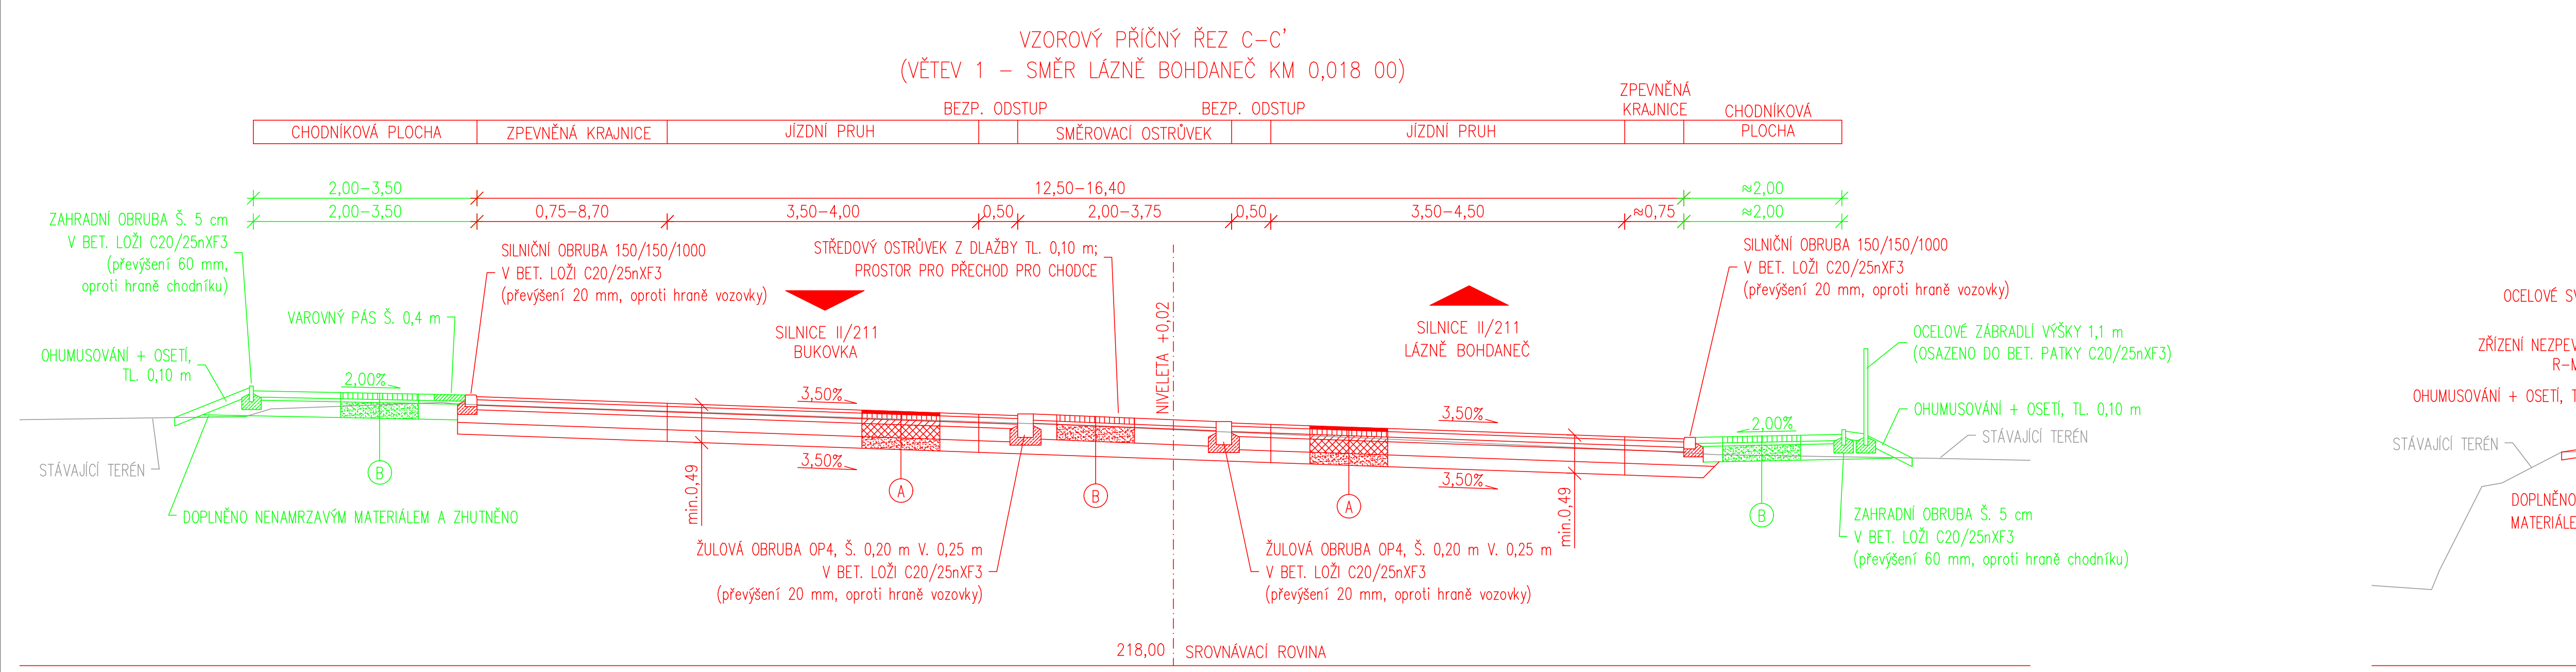 VZOROVÝ PŘÍČNÝ ŘEZ C-C'
(VĚTEV 1 - SMĚR LÁZNĚ BOHDANEČ KM 0,018 00)
BEZP. ODSTUP
BEZP. ODSTUP
ZPEVNĚNÁ
KRAJNICE
CHODNÍKOVÁ
PLOCHA
CHODNÍKOVÁ PLOCHA
ZPEVNĚNÁ KRAJNICE
JÍZDNÍ PRUH
SMĚROVACÍ OSTRŮVEK
JÍZDNÍ PRUH
2,00-3,50
12,50-16,40
≈2,00
2,00-3,50
0,75-8,70
3,50-4,00
0,50
2,00-3,75
0,50
3,50-4,50
≈0,75
≈2,00
ZAHRADNÍ OBRUBA Š. 5 cm
V BET. LOŽI C20/25nXF3
(převýšení 60 mm,
oproti hraně chodníku)
SILNIČNÍ OBRUBA 150/150/1000
V BET. LOŽI C20/25nXF3
(převýšení 20 mm, oproti hraně vozovky)
STŘEDOVÝ OSTRŮVEK Z DLAŽBY TL. 0,10 m;
PROSTOR PRO PŘECHOD PRO CHODCE
SILNIČNÍ OBRUBA 150/150/1000
V BET. LOŽI C20/25nXF3
(převýšení 20 mm, oproti hraně vozovky)
VAROVNÝ PÁS Š. 0,4 m
SILNICE II/211
BUKOVKA
NIVELETA +0,02
SILNICE II/211
LÁZNĚ BOHDANEČ
OCELOVÉ ZÁBRADLÍ VÝŠKY 1,1 m
(OSAZENO DO BET. PATKY C20/25nXF3)
OHUMUSOVÁNÍ + OSETÍ,
TL. 0,10 m
2,00%
3,50%
3,50%
2,00%
OHUMUSOVÁNÍ + OSETÍ, TL. 0,10 m
STÁVAJÍCÍ TERÉN
STÁVAJÍCÍ TERÉN
B
min.0,49
3,50%
A
B
3,50%
A
min.0,49
B
DOPLNĚNO NENAMRZAVÝM MATERIÁLEM A ZHUTNĚNO
ŽULOVÁ OBRUBA OP4, Š. 0,20 m V. 0,25 m
V BET. LOŽI C20/25nXF3
(převýšení 20 mm, oproti hraně vozovky)
ŽULOVÁ OBRUBA OP4, Š. 0,20 m V. 0,25 m
V BET. LOŽI C20/25nXF3
(převýšení 20 mm, oproti hraně vozovky)
ZAHRADNÍ OBRUBA Š. 5 cm
V BET. LOŽI C20/25nXF3
(převýšení 60 mm, oproti hraně chodníku)
218,00
SROVNÁVACÍ ROVINA
OCELOVÉ
ZŘÍZENÍ
OHUMUSOVÁNÍ + OSETÍ,
STÁVAJÍCÍ TERÉN
DOPLNĚNO